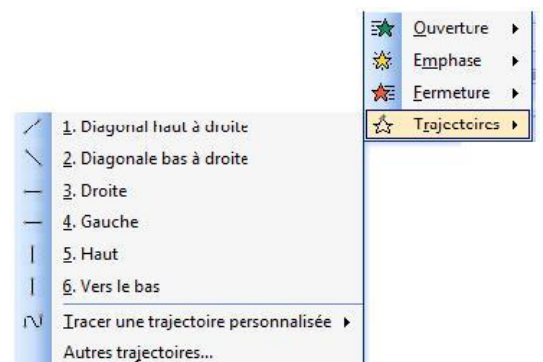 Ouverture
Emphase
Fermeture
Trajectoires
1. Diagonal haut à droite
2. Diagonale bas à droite
3. Droite
4. Gauche
5. Haut
6. Vers le bas
Tracer une trajectoire personnalisée
Autres trajectoires...